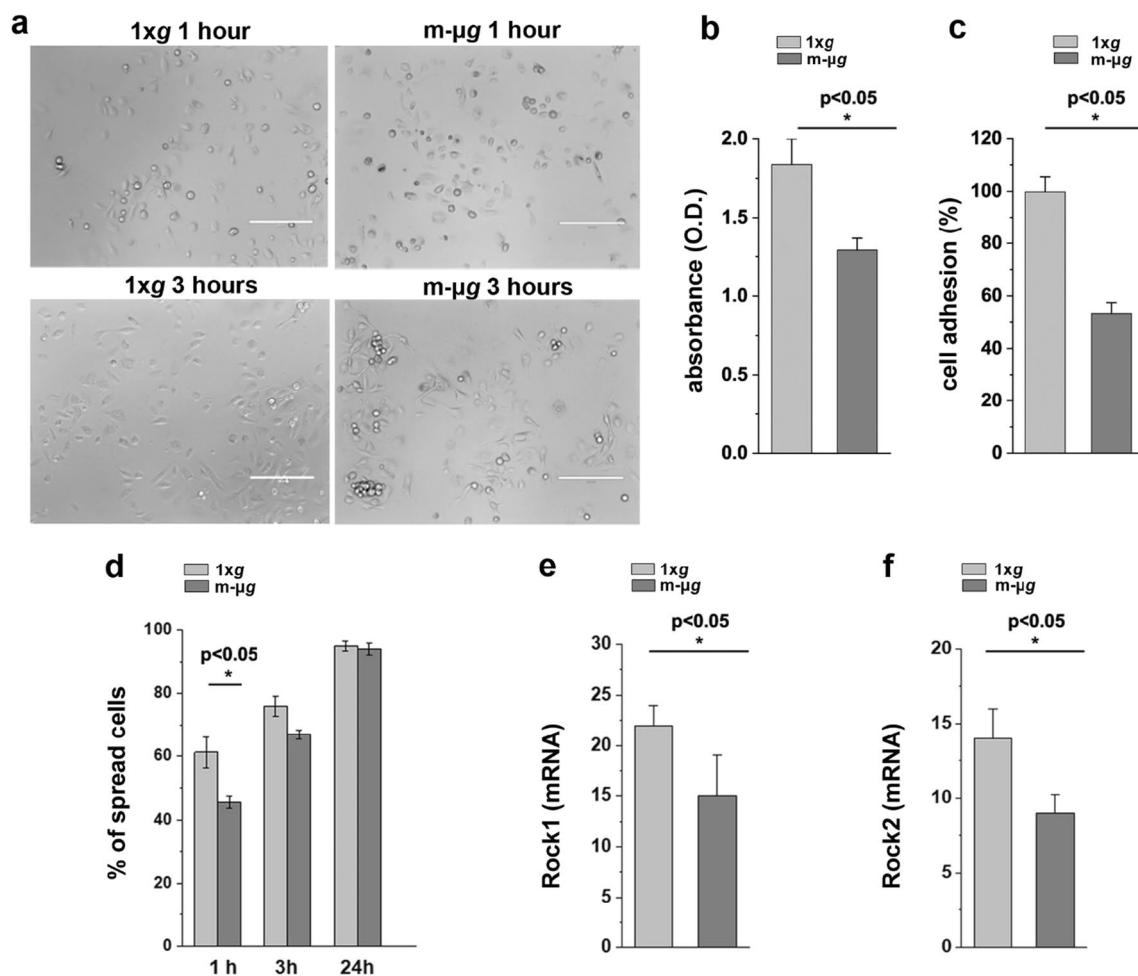 a
1xg 1 hour
m-µg 1 hour
1xg 3 hours
m-µg 3 hours
b
1xg
m-µg
p<0.05
*
absorbance (O.D.)
2.0
1.5
1.0
0.5
0.0
c
1xg
m-µg
p<0.05
*
cell adhesion (%)
120
100
80
60
40
20
0
d
1xg
m-µg
p<0.05
*
% of spread cells
100
80
60
40
20
0
1 h
3h
24h
e
1xg
m-µg
p<0.05
*
Rock1 (mRNA)
30
25
20
15
10
5
0
f
1xg
m-µg
p<0.05
*
Rock2 (mRNA)
20
15
10
5
0